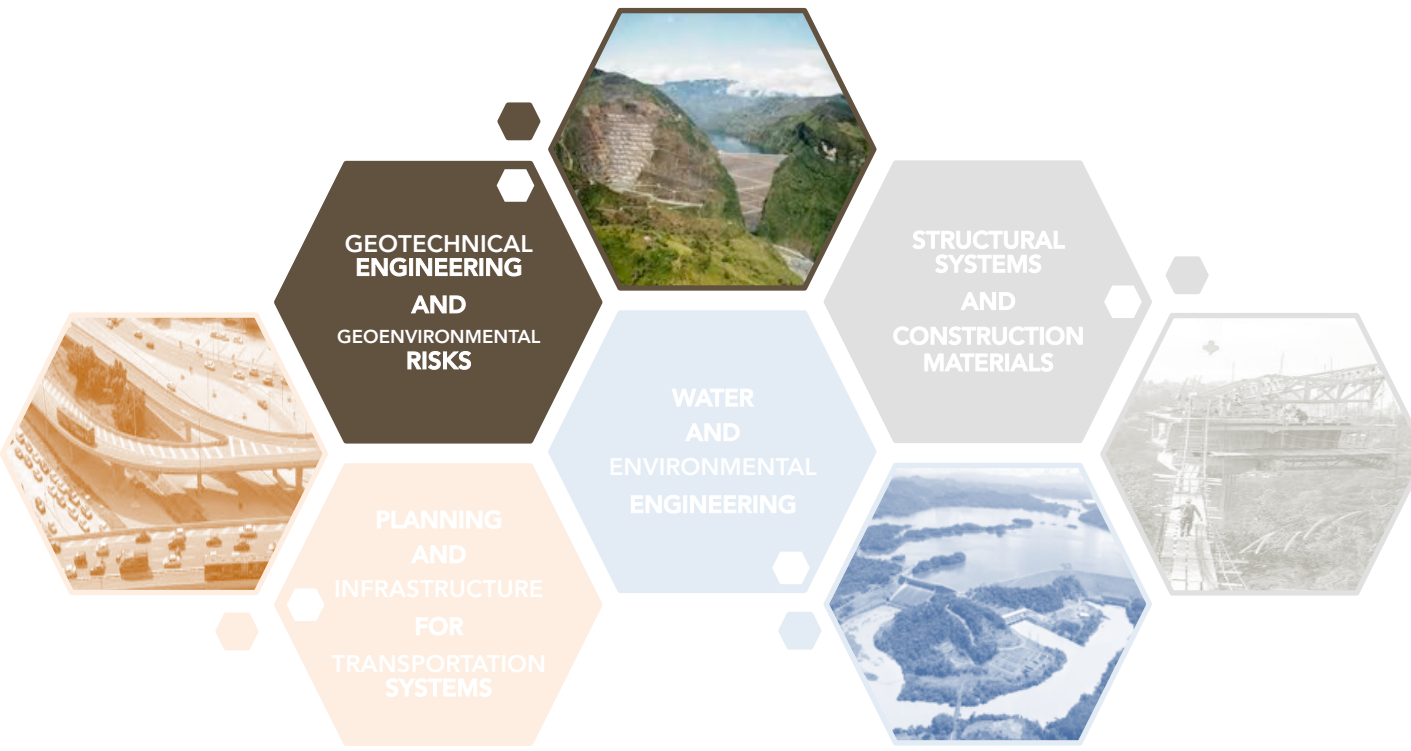 GEOTECHNICAL
ENGINEERING
AND
GEOENVIRONMENTAL
RISKS
STRUCTURAL
SYSTEMS
AND
CONSTRUCTION
MATERIALS
WATER
AND
ENVIRONMENTAL
ENGINEERING
PLANNING
AND
INFRASTRUCTURE
FOR
TRANSPORTATION
SYSTEMS